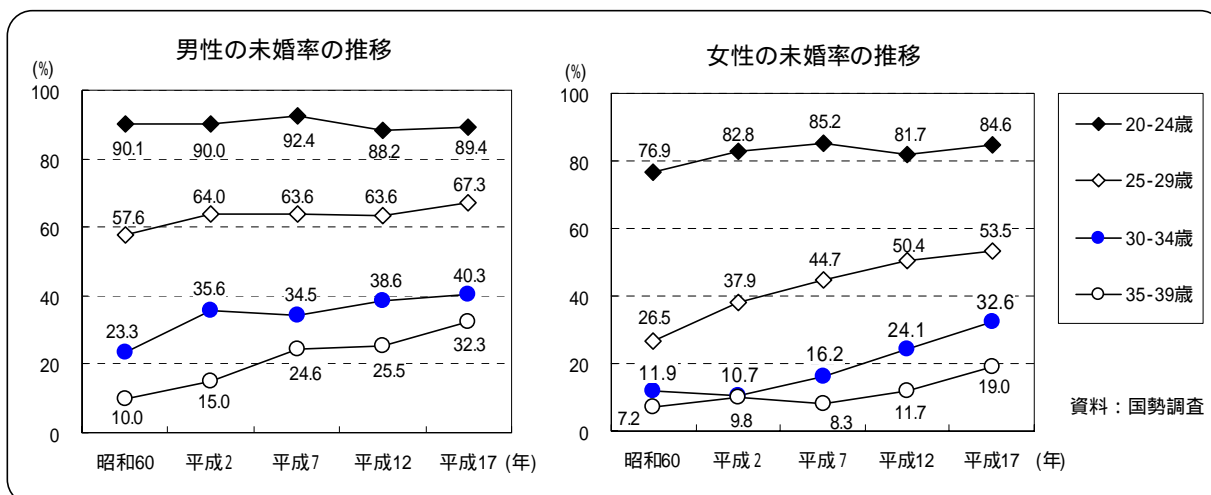 男性の未婚率の推移
(%)
100
80
60
40
20
0
90.1 90.0 92.4 88.2 89.4
57.6 64.0 63.6 63.6 67.3
23.3 35.6 34.5 38.6 40.3
10.0 15.0 24.6 25.5 32.3
昭和60 平成2 平成7 平成12 平成17 (年)
女性の未婚率の推移
(%)
100
80
60
40
20
0
76.9 82.8 85.2 81.7 84.6
26.5 37.9 44.7 50.4 53.5
11.9 10.7 16.2 24.1 32.6
7.2 9.8 8.3 11.7 19.0
昭和60 平成2 平成7 平成12 平成17 (年)
20-24歳
25-29歳
30-34歳
35-39歳
資料：国勢調査